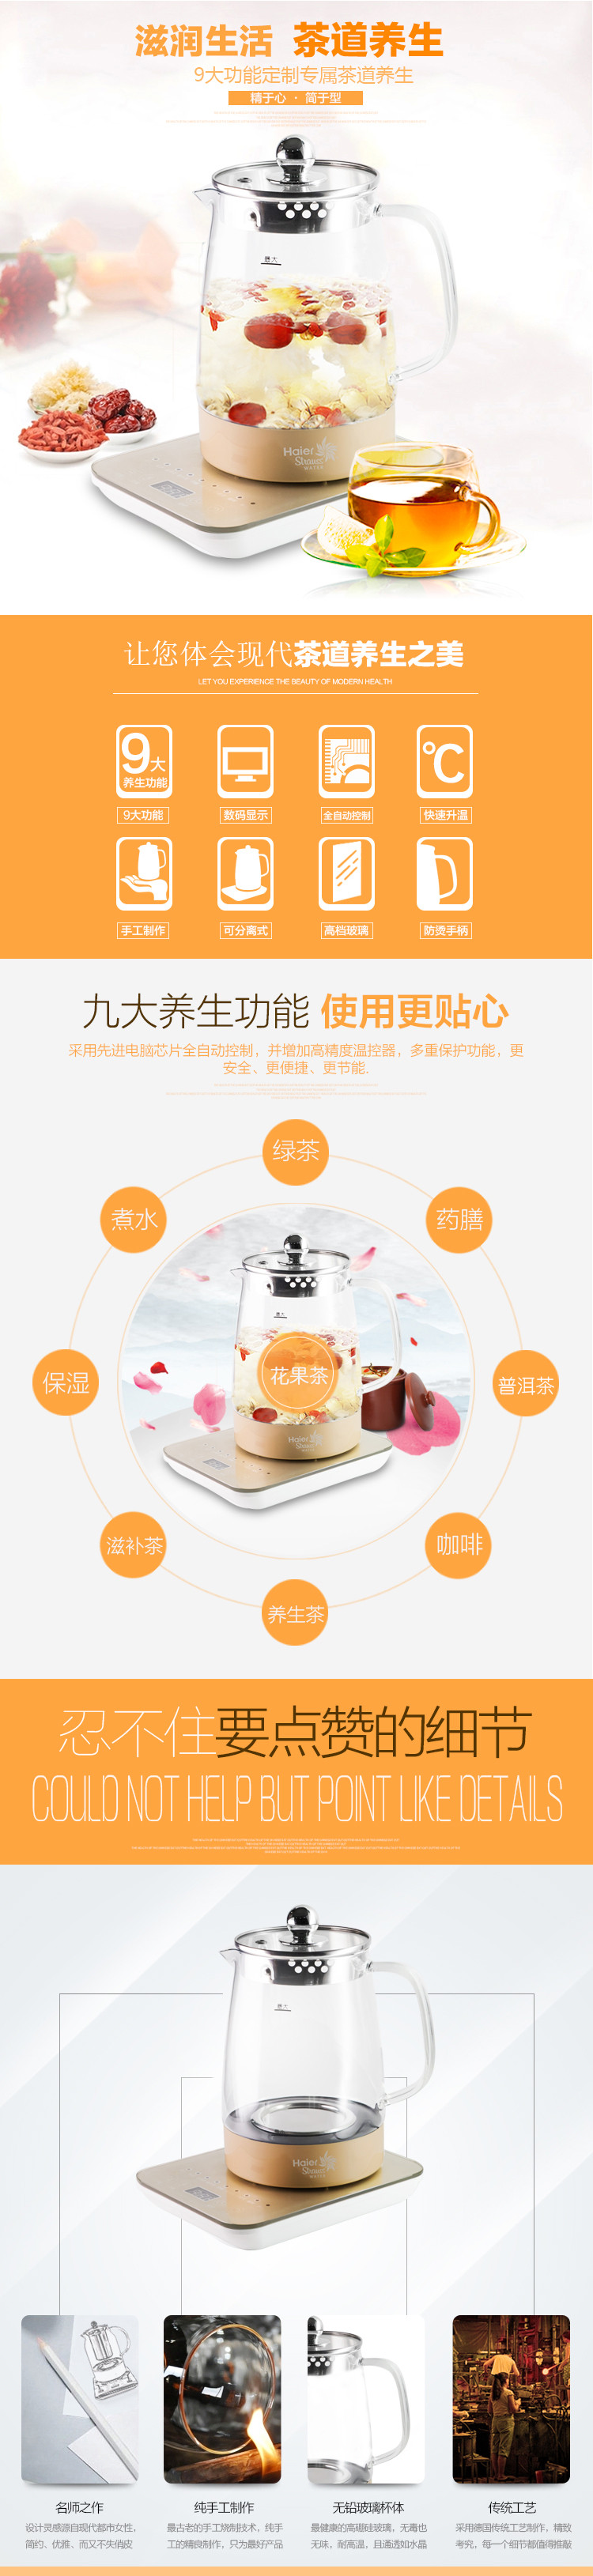 滋润生活 茶道养生
9大功能定制专属茶道养生
精于心 · 简于型
Haier
让您体会现代茶道养生之美
LET YOU EXPERIENCE THE BEAUTY OF MODERN HEALTH
9大
养生功能
℃
9大功能
数码显示
全自动控制
快速升温
手工制作
可分离式
高档玻璃
防烫手柄
九大养生功能 使用更贴心
采用先进电脑芯片全自动控制，并增加高精度温控器，多重保护功能，更
安全、更便捷、更节能.
绿茶
煮水
药膳
保湿
花果茶
普洱茶
Haier
滋补茶
咖啡
养生茶
忍不住要点赞的细节
COULD NOT HELP BUT POINT LIKE DETAILS
Haier
名师之作
纯手工制作
无铅玻璃杯体
传统工艺
设计灵感源自现代都市女性，
简约、优雅、而又不失俏皮
最古老的手工烧制技术，纯手
工的精良制作，只为最好产品
最健康的高硼硅玻璃，无毒也
无味，耐高温，且通透如水晶
采用德国传统工艺制作，精致
考究，每一个细节都值得推敲